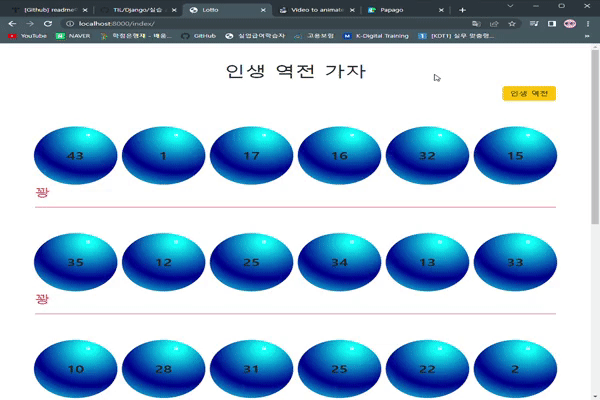 [Github] readme
TIL/Django/실습
Lotto
Video to animate
Papago
localhost:8000/index/
YouTube
NAVER
학점은행제 - 배움...
GitHub
실업급여학습자
고용보험
K-Digital Training
[KDT1] 실무 맞춤형...
인생 역전 가자
인생 역전
43 1 17 16 32 15
꽝
35 12 25 34 13 33
꽝
10 28 31 25 22 2